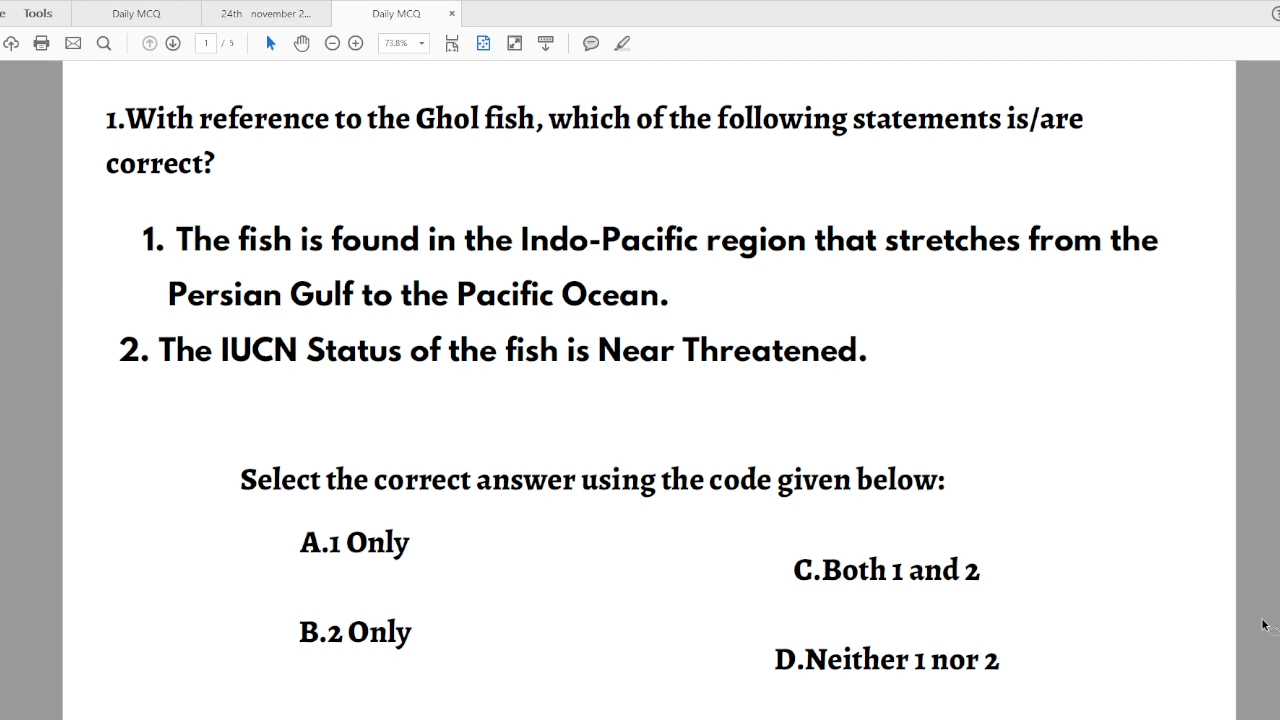 e Tools Daily MCQ 24th november 2... Daily MCQ ×
1 / 5 73.8%
1.With reference to the Ghol fish, which of the following statements is/are
correct?
1. The fish is found in the Indo-Pacific region that stretches from the
Persian Gulf to the Pacific Ocean.
2. The IUCN Status of the fish is Near Threatened.
Select the correct answer using the code given below:
A.1 Only
C.Both 1 and 2
B.2 Only
D.Neither 1 nor 2